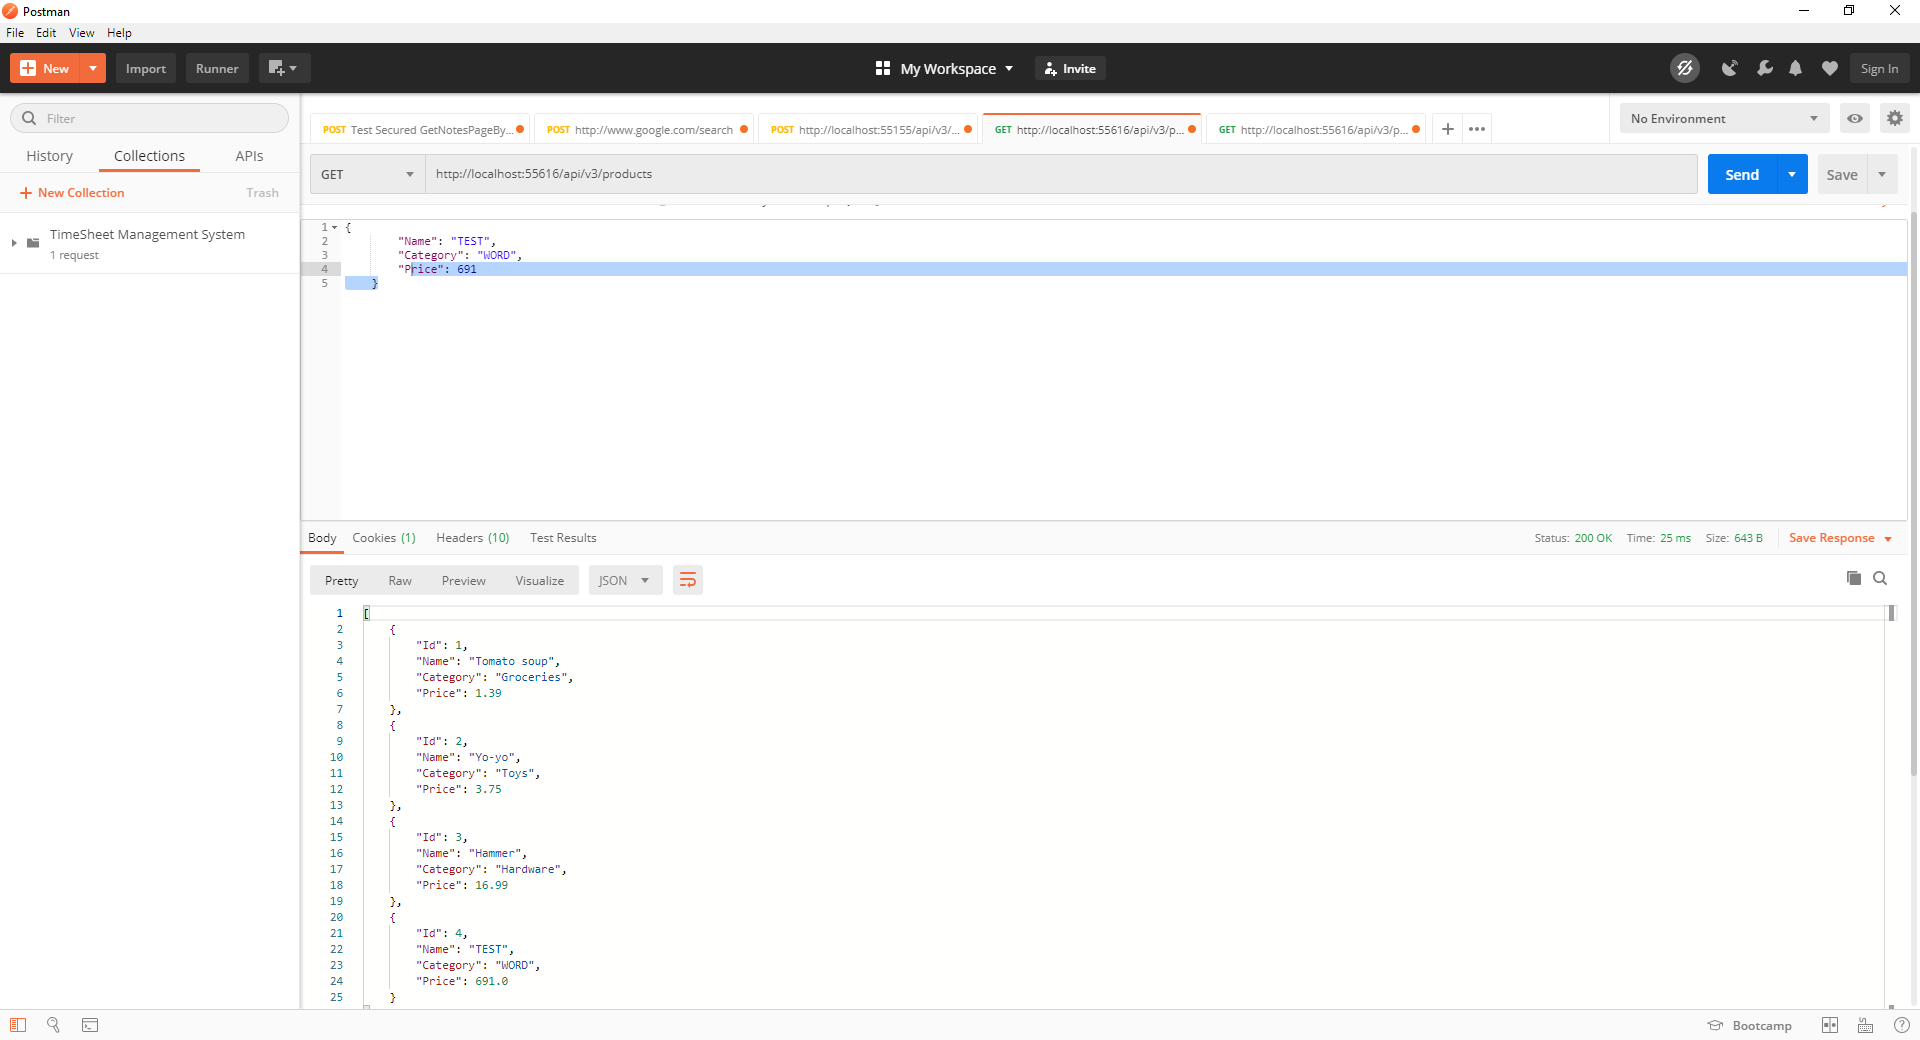 Postman
File Edit View Help
New Import Runner My Workspace Invite Sign In
Filter
History Collections APIs
New Collection Trash
TimeSheet Management System
1 request
POST Test Secured GetNotesPageBy... POST http://www.google.com/search POST http://localhost:55155/api/v3/... GET http://localhost:55616/api/v3/p... GET http://localhost:55616/api/v3/p... + ••• No Environment
GET http://localhost:55616/api/v3/products Send Save
1 {
2 "Name": "TEST",
3 "Category": "WORD",
4 "Price": 691
5 }
Body Cookies (1) Headers (10) Test Results Status: 200 OK Time: 25 ms Size: 643 B Save Response
Pretty Raw Preview Visualize JSON
1 [
2 {
3 "Id": 1,
4 "Name": "Tomato soup",
5 "Category": "Groceries",
6 "Price": 1.39
7 },
8 {
9 "Id": 2,
10 "Name": "Yo-yo",
11 "Category": "Toys",
12 "Price": 3.75
13 },
14 {
15 "Id": 3,
16 "Name": "Hammer",
17 "Category": "Hardware",
18 "Price": 16.99
19 },
20 {
21 "Id": 4,
22 "Name": "TEST",
23 "Category": "WORD",
24 "Price": 691.0
25 }
Bootcamp